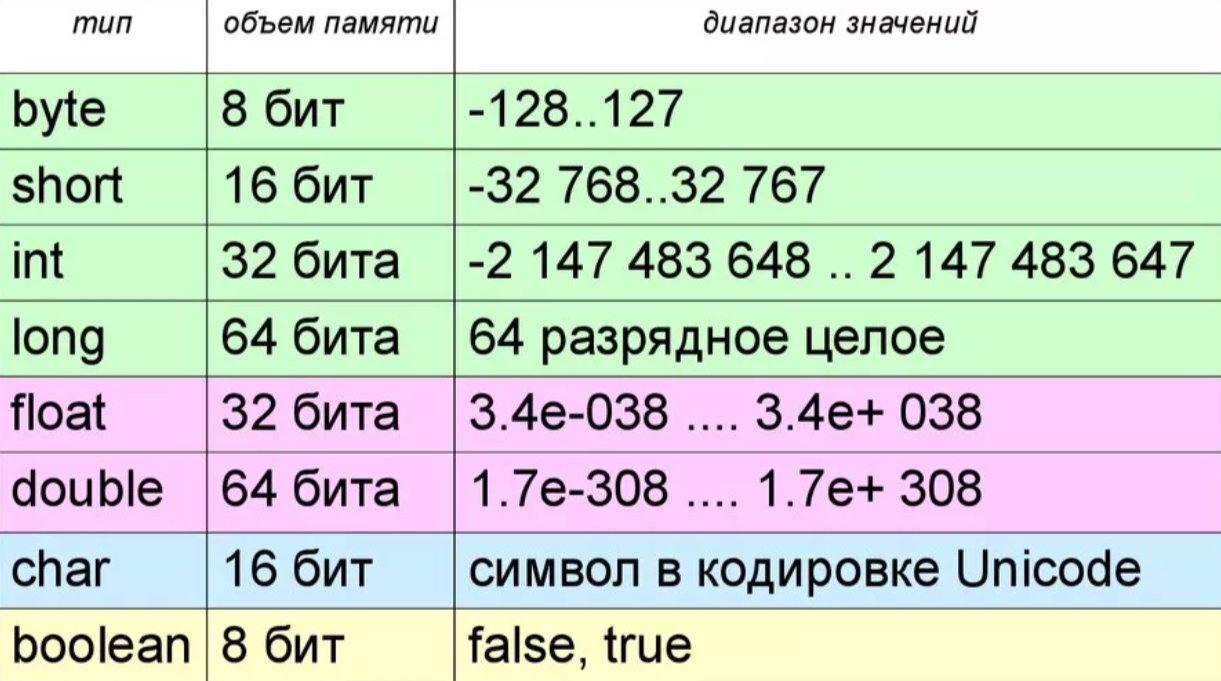 тип объем памяти диапазон значений
byte 8 бит -128..127
short 16 бит -32 768..32 767
int 32 бита -2 147 483 648 .. 2 147 483 647
long 64 бита 64 разрядное целое
float 32 бита 3.4e-038 .... 3.4e+ 038
double 64 бита 1.7e-308 .... 1.7e+ 308
char 16 бит символ в кодировке Unicode
boolean 8 бит false, true